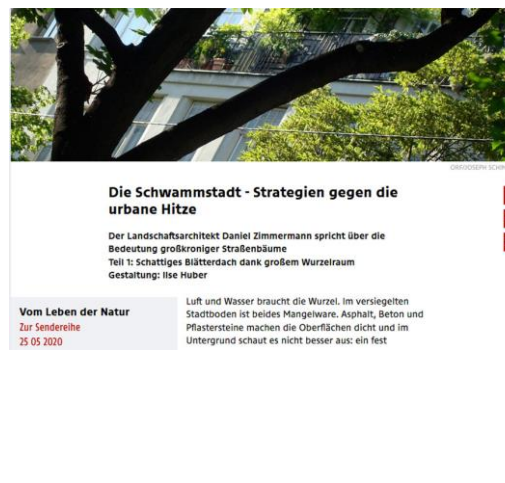 ORF/JOSEPH SCHIM
Die Schwammstadt - Strategien gegen die
urbane Hitze
Der Landschaftsarchitekt Daniel Zimmermann spricht über die
Bedeutung großkroniger Straßenbäume
Teil 1: Schattiges Blätterdach dank großem Wurzelraum
Gestaltung: Ilse Huber
Vom Leben der Natur
Zur Sendereihe
25 05 2020
Luft und Wasser braucht die Wurzel. Im versiegelten
Stadtboden ist beides Mangelware. Asphalt, Beton und
Pflastersteine machen die Oberflächen dicht und im
Untergrund schaut es nicht besser aus: ein fest